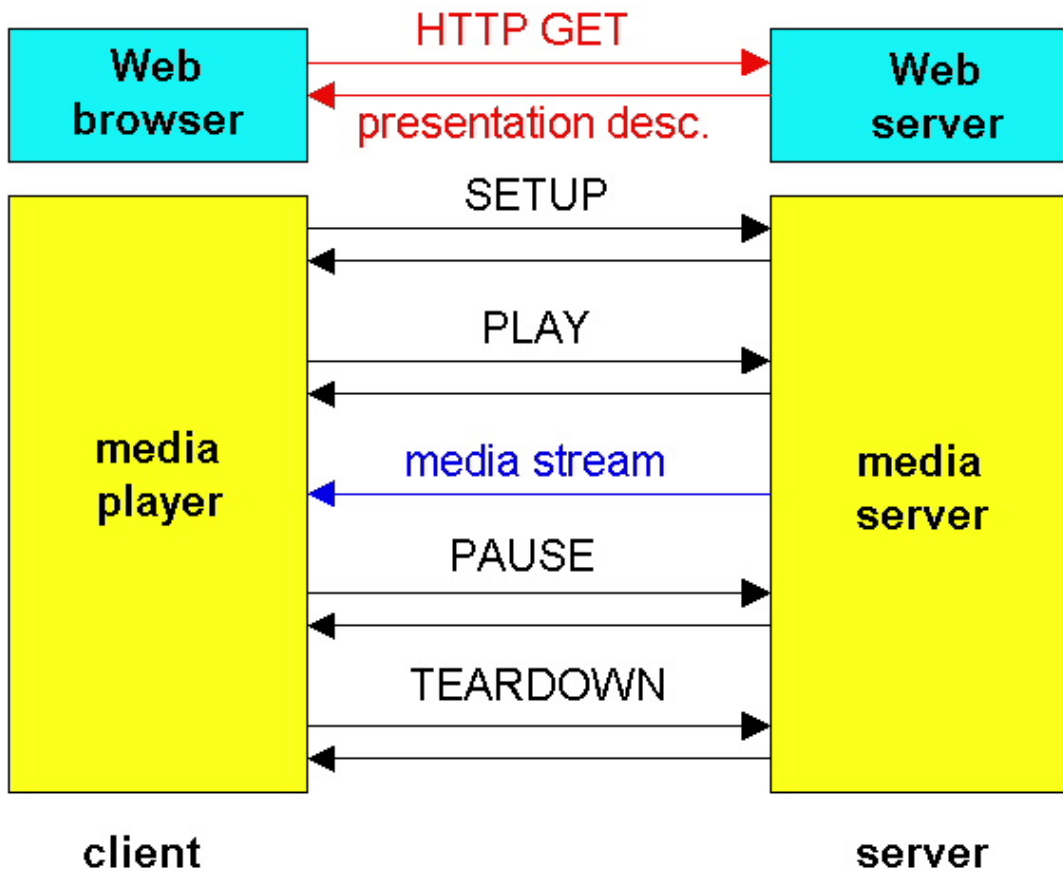 HTTP GET
Web
browser
Web
server
presentation desc.
SETUP
PLAY
media
player
media stream
media
server
PAUSE
TEARDOWN
client
server